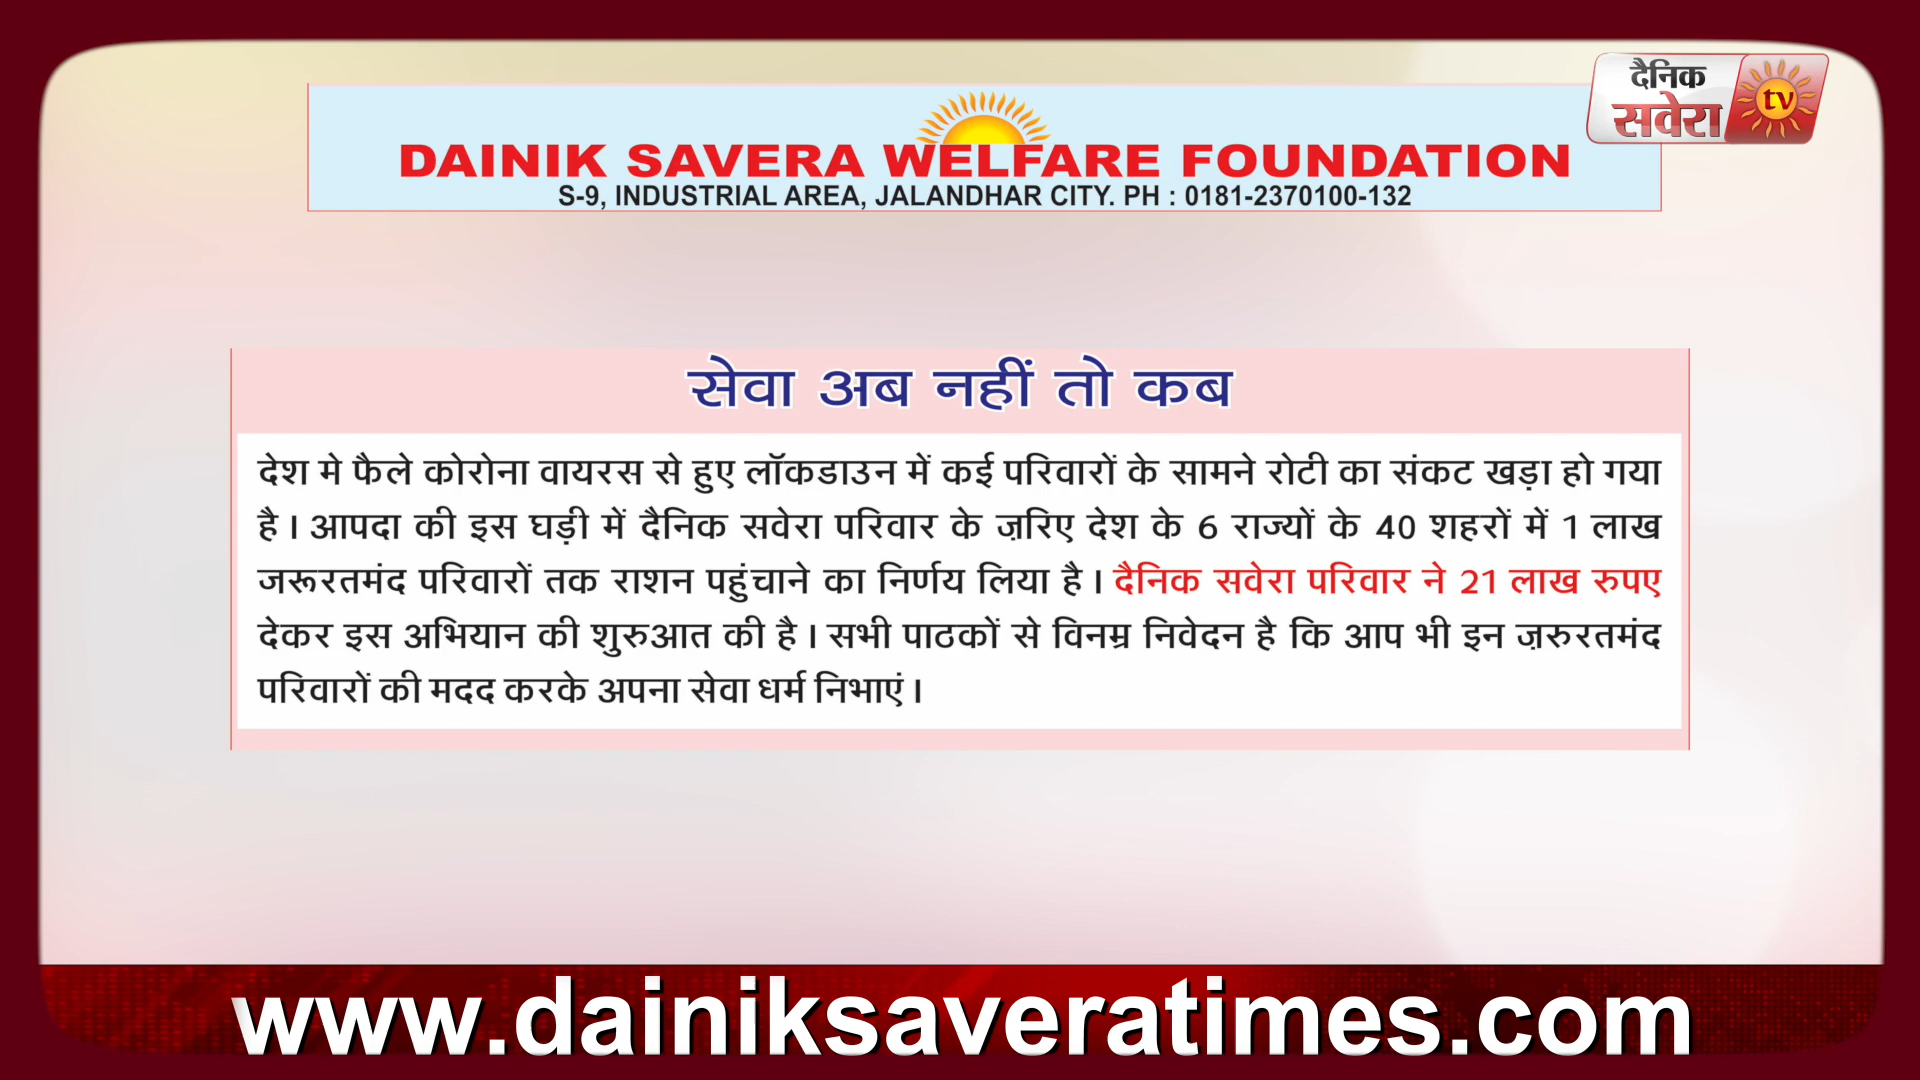 दैनिक
सवेरा
tv
DAINIK SAVERA WELFARE FOUNDATION
S-9, INDUSTRIAL AREA, JALANDHAR CITY. PH : 0181-2370100-132
सेवा अब नहीं तो कब
देश मे फैले कोरोना वायरस से हुए लॉकडाउन में कई परिवारों के सामने रोटी का संकट खड़ा हो गया
है । आपदा की इस घड़ी में दैनिक सवेरा परिवार के ज़रिए देश के 6 राज्यों के 40 शहरों में 1 लाख
जरूरतमंद परिवारों तक राशन पहुंचाने का निर्णय लिया है । दैनिक सवेरा परिवार ने 21 लाख रुपए
देकर इस अभियान की शुरुआत की है । सभी पाठकों से विनम्र निवेदन है कि आप भी इन ज़रुरतमंद
परिवारों की मदद करके अपना सेवा धर्म निभाएं ।
www.dainiksaveratimes.com